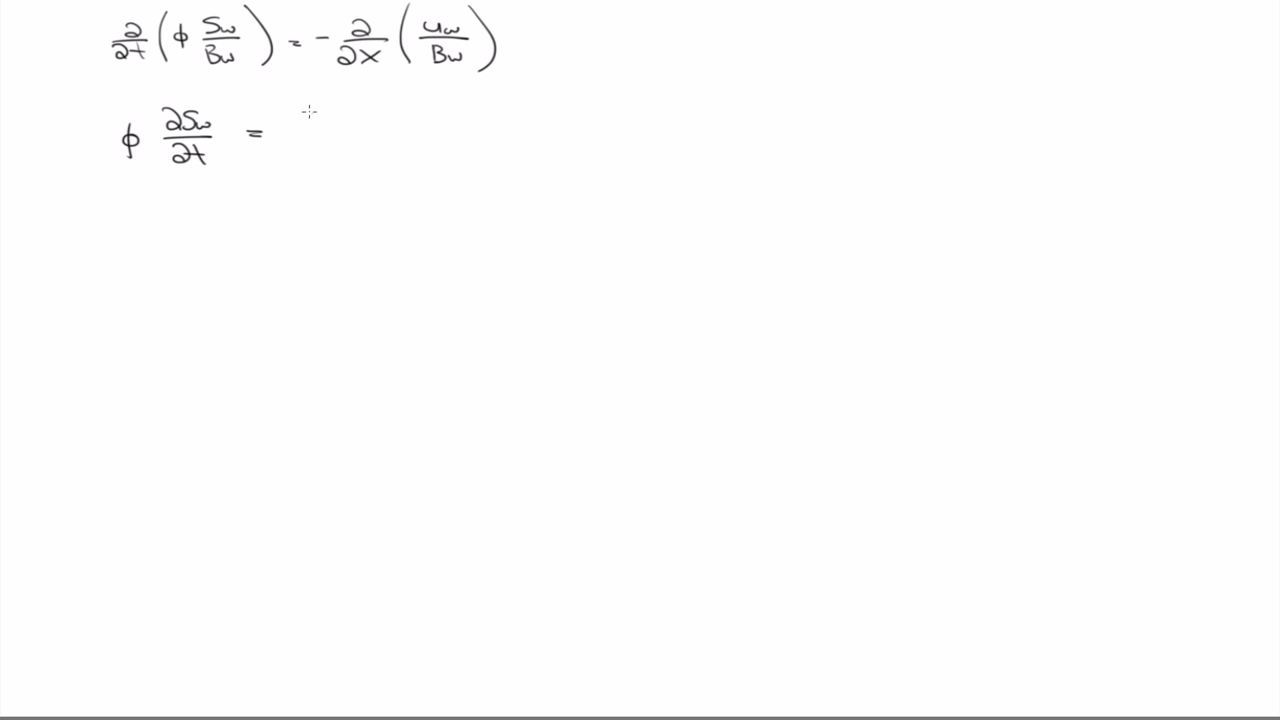 ∂/∂t (ϕ Sw/Bw) = - ∂/∂x (uw/Bw)
ϕ ∂Sw/∂t =